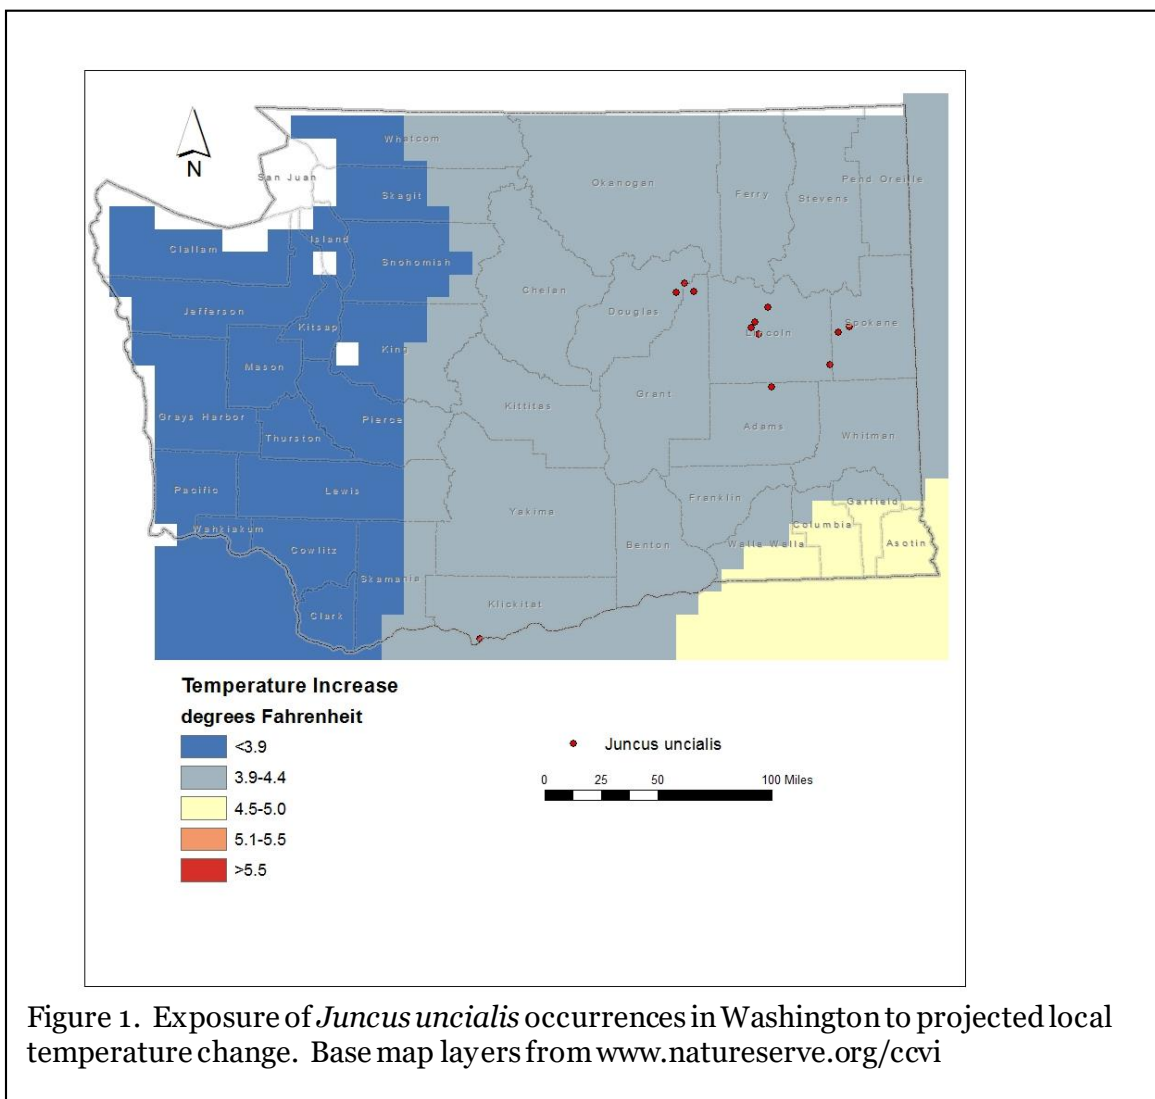 N
Whatcom
San Juan
Okanogan
Pend Oreille
Ferry
Stevens
Skagit
Island
Clallam
Snohomish
Chelan
Douglas
Jefferson
Kitsap
Lincoln
Spokane
King
Mason
Grant
Kittitas
Grays Harbor
Pierce
Adams
Whitman
Thurston
Pacific
Lewis
Franklin
Garfield
Yakima
Columbia
Wahkiakum
Walla Walla
Asotin
Benton
Cowlitz
Skamania
Klickitat
Clark
Temperature Increase
degrees Fahrenheit
<3.9
3.9-4.4
4.5-5.0
5.1-5.5
>5.5
Juncus uncialis
0 25 50 100 Miles
Figure 1. Exposure of Juncus uncialis occurrences in Washington to projected local
temperature change. Base map layers from www.natureserve.org/ccvi